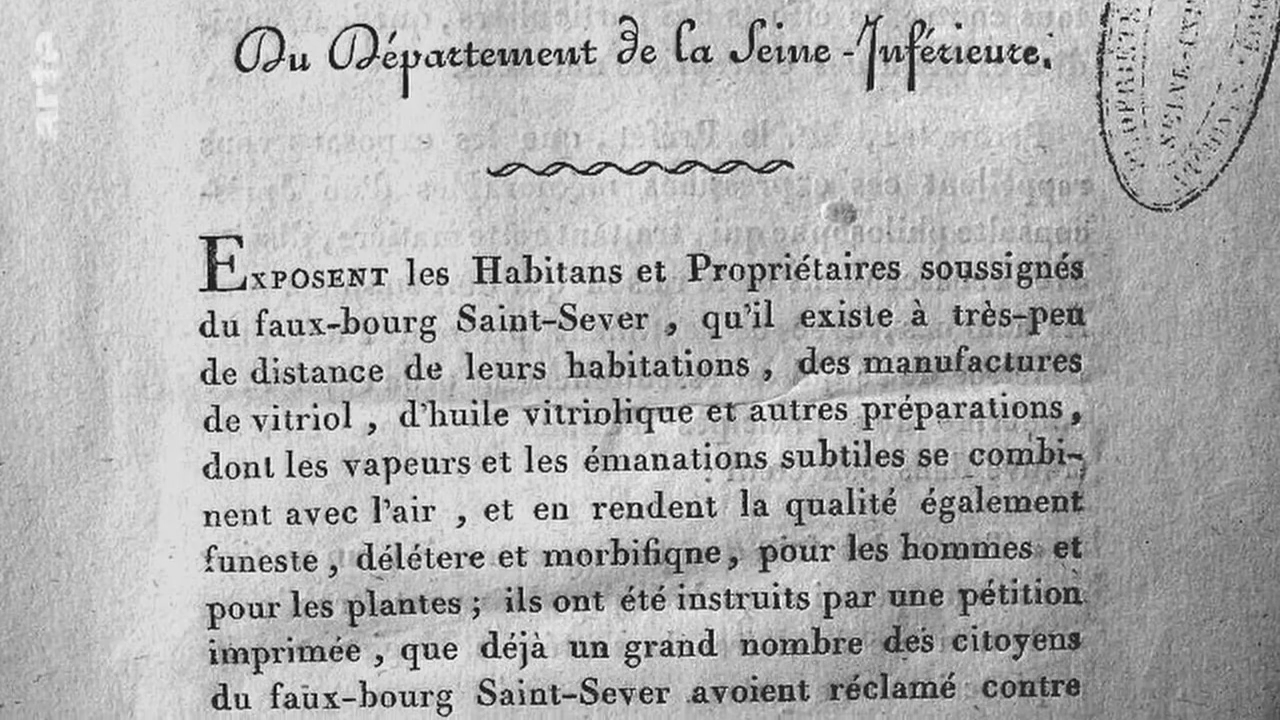 arte
Du Département de la Seine-Inférieure.
EXPOSENT les Habitans et Propriétaires soussignés
du faux-bourg Saint-Sever , qu'il existe à très-peu
de distance de leurs habitations , des manufactures
de vitriol , d'huile vitriolique et autres préparations,
dont les vapeurs et les émanations subtiles se combi-
nent avec l'air , et en rendent la qualité également
funeste , délétere et morbifiqne, pour les hommes et
pour les plantes ; ils ont été instruits par une pétition
imprimée , que déjà un grand nombre des citoyens
du faux-bourg Saint-Sever avoient réclamé contre